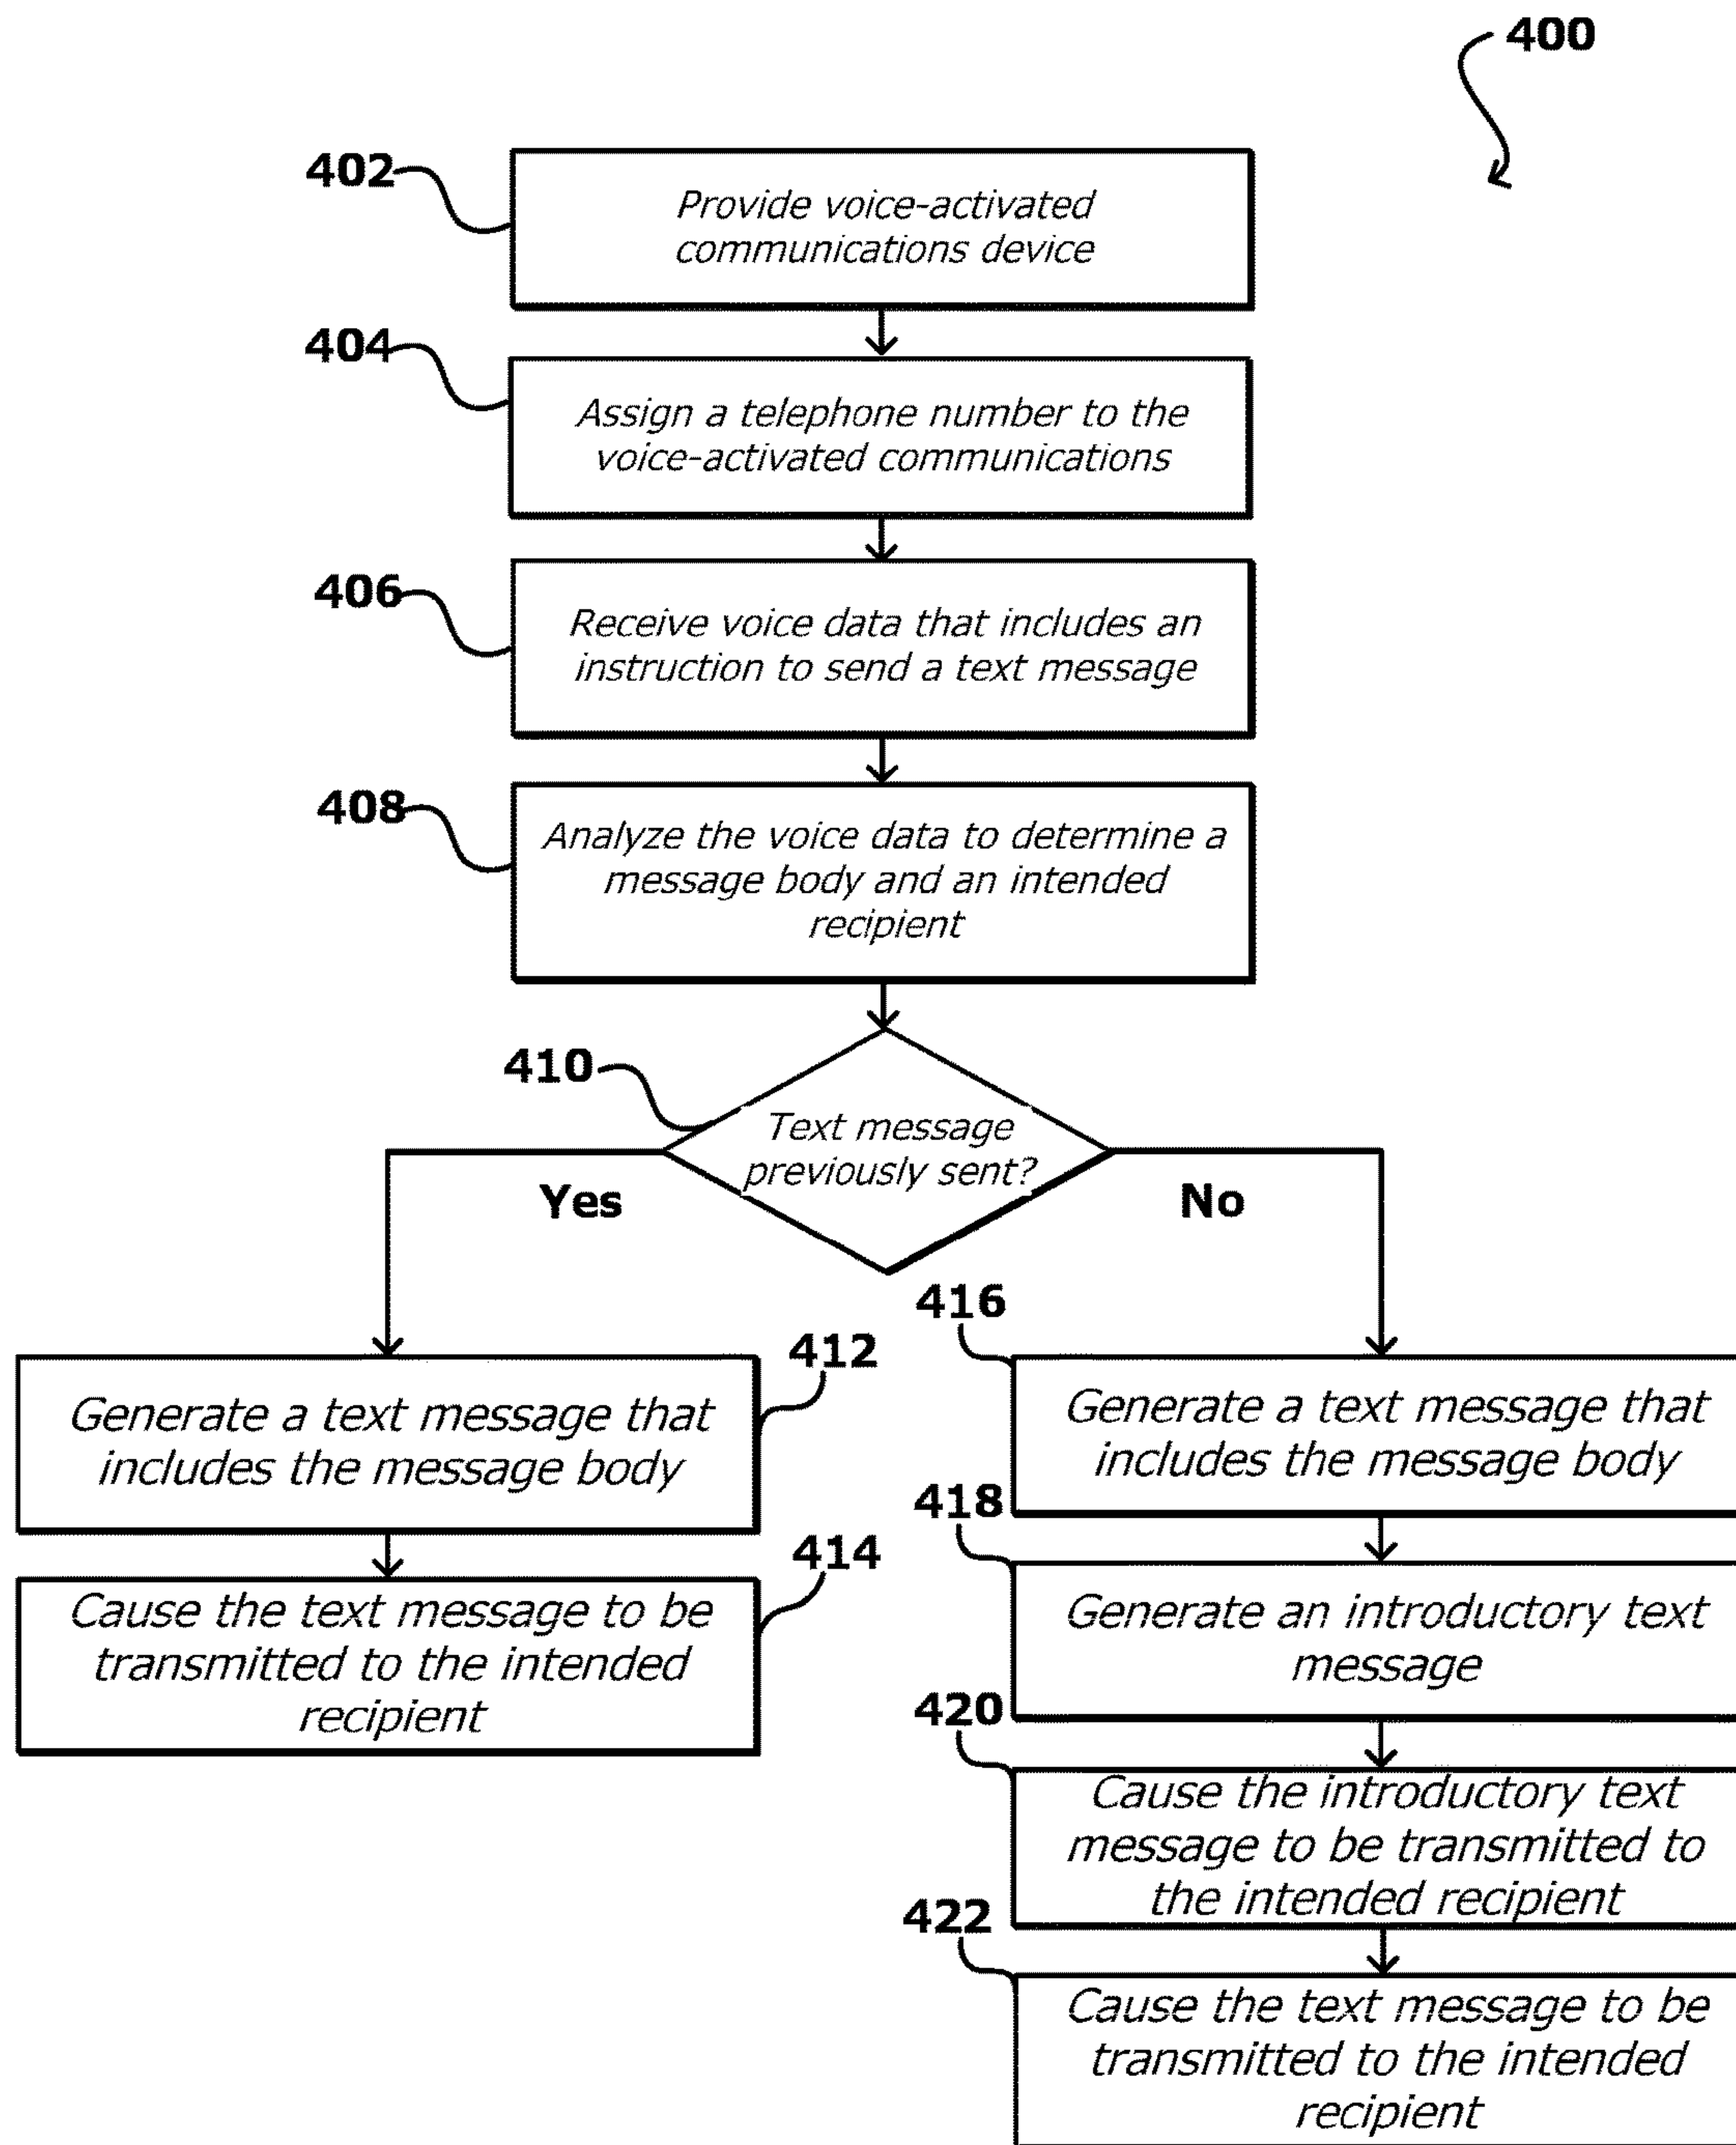 400
402
Provide voice-activated
communications device
404
Assign a telephone number to the
voice-activated communications
406
Receive voice data that includes an
instruction to send a text message
408
Analyze the voice data to determine a
message body and an intended
recipient
410
Text message
previously sent?
Yes
No
412
Generate a text message that
includes the message body
414
Cause the text message to be
transmitted to the intended
recipient
416
Generate a text message that
includes the message body
418
Generate an introductory text
message
420
Cause the introductory text
message to be transmitted to
the intended recipient
422
Cause the text message to be
transmitted to the intended
recipient